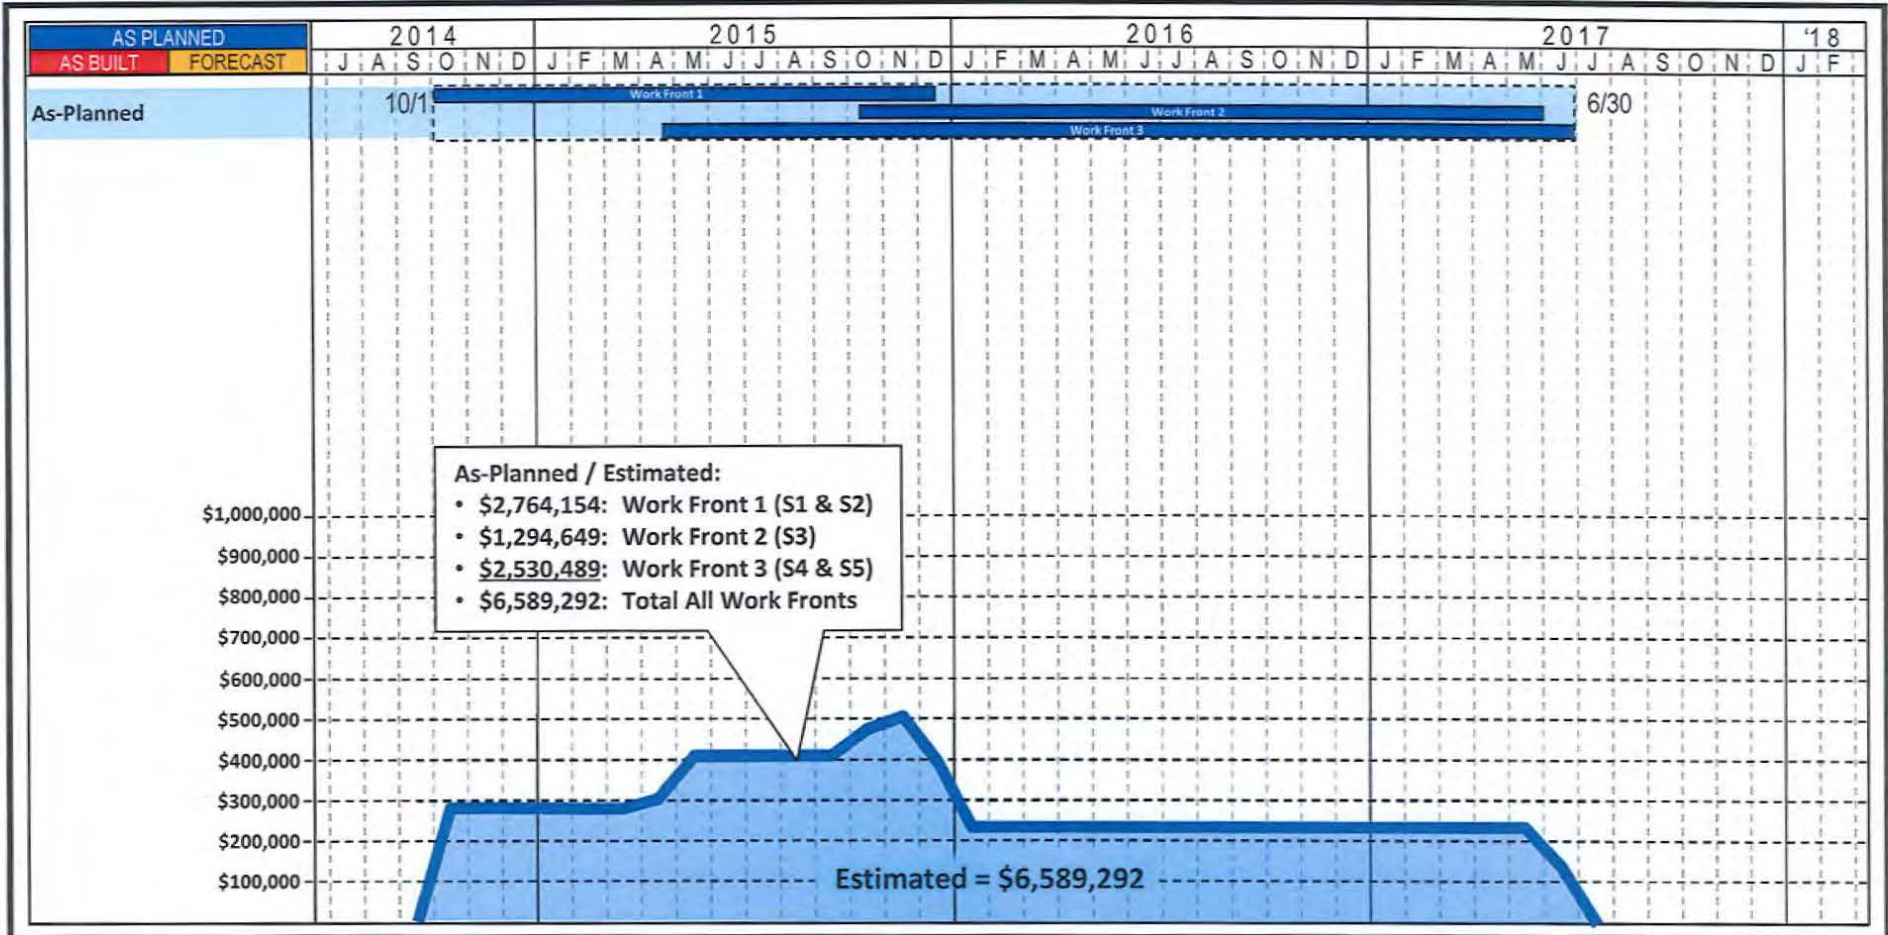 AS PLANNED
AS BUILT FORECAST
2014 2015 2016 2017 '18
J A S O N D J F M A M J J A S O N D J F M A M J J A S O N D J F M A M J J A S O N D J F
As-Planned
10/1
Work Front 1
Work Front 2
Work Front 3
6/30
As-Planned / Estimated:
• $2,764,154: Work Front 1 (S1 & S2)
• $1,294,649: Work Front 2 (S3)
• $2,530,489: Work Front 3 (S4 & S5)
• $6,589,292: Total All Work Fronts
$1,000,000
$900,000
$800,000
$700,000
$600,000
$500,000
$400,000
$300,000
$200,000
$100,000
Estimated = $6,589,292